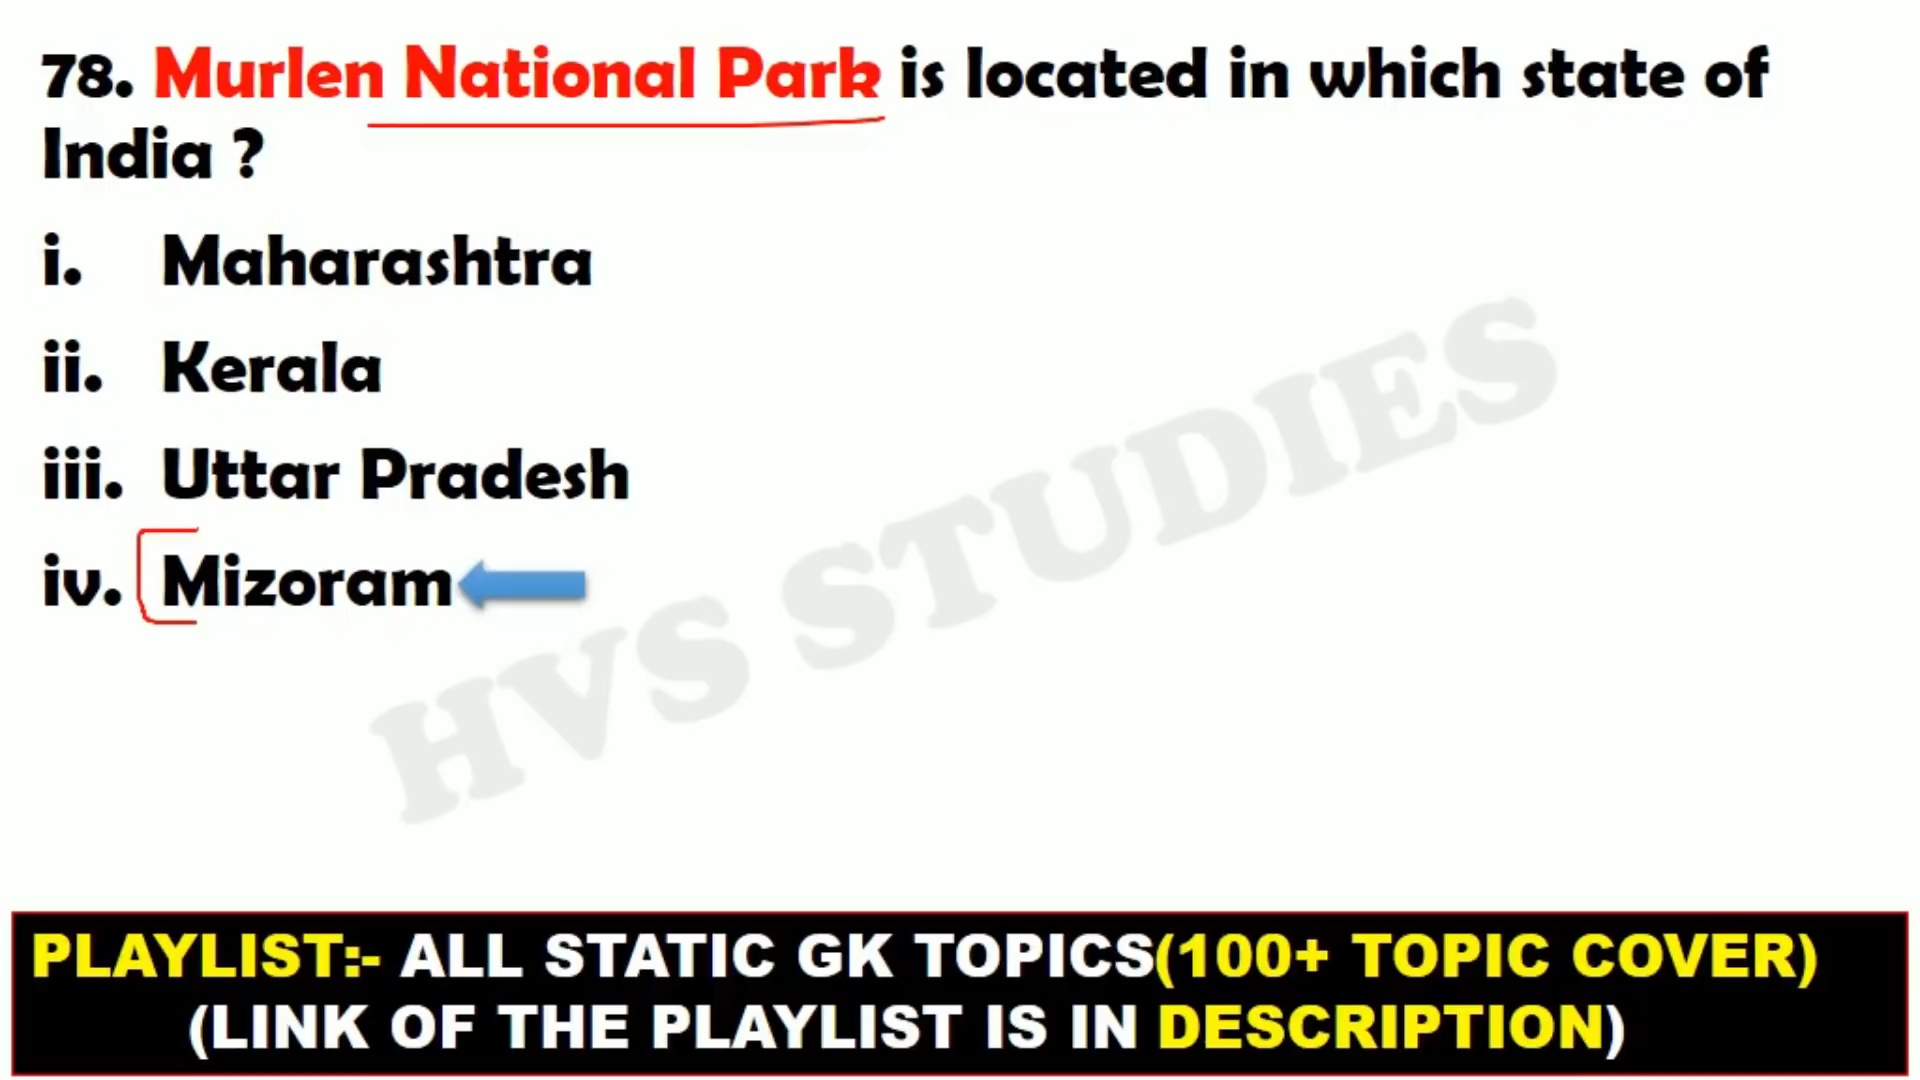 78. Murlen National Park is located in which state of
India ?
i. Maharashtra
ii. Kerala
iii. Uttar Pradesh
iv. Mizoram
HVS STUDIES
PLAYLIST:- ALL STATIC GK TOPICS(100+ TOPIC COVER)
(LINK OF THE PLAYLIST IS IN DESCRIPTION)